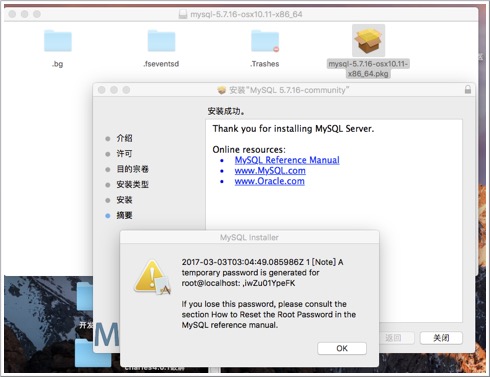 mysql-5.7.16-osx10.11-x86_64
.bg
.fseventsd
.Trashes
mysql-5.7.16-osx10.11-
x86_64.pkg
安装“MySQL 5.7.16-community”
安装成功。
介绍
许可
目的宗卷
安装类型
安装
摘要
Thank you for installing MySQL Server.
Online resources:
• MySQL Reference Manual
• www.MySQL.com
• www.Oracle.com
MySQL Installer
2017-03-03T03:04:49.085986Z 1 [Note] A
temporary password is generated for
root@localhost: ,iwZu01YpeFK
If you lose this password, please consult the
section How to Reset the Root Password in the
MySQL reference manual.
OK
返回
关闭
开发
M